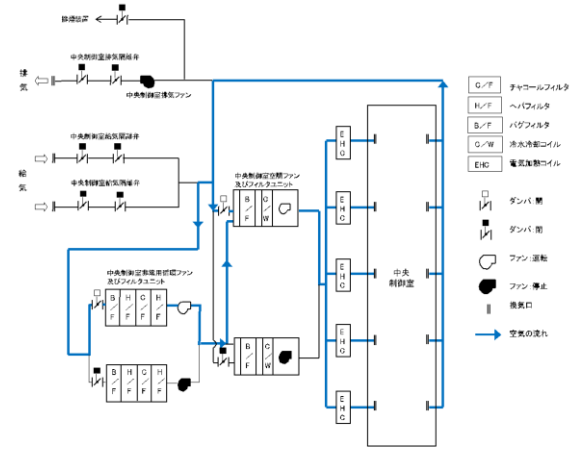 排煙装置
中央制御室排気隔離弁
排
気
中央制御室排気ファン
中央制御室給気隔離弁
給
気
中央制御室給気隔離弁
中央制御室空調ファン
及びフィルタユニット
B/F
C/W
中央制御室非常用循環ファン
及びフィルタユニット
B/F
H/F
C/F
H/F
B/F
H/F
C/F
H/F
B/F
C/W
EHC
EHC
EHC
EHC
EHC
中央
制御室
C/F チャコールフィルタ
H/F ヘパフィルタ
B/F バグフィルタ
C/W 冷水冷却コイル
EHC 電気加熱コイル
ダンパ:開
ダンパ:閉
ファン:運転
ファン:停止
換気口
空気の流れ